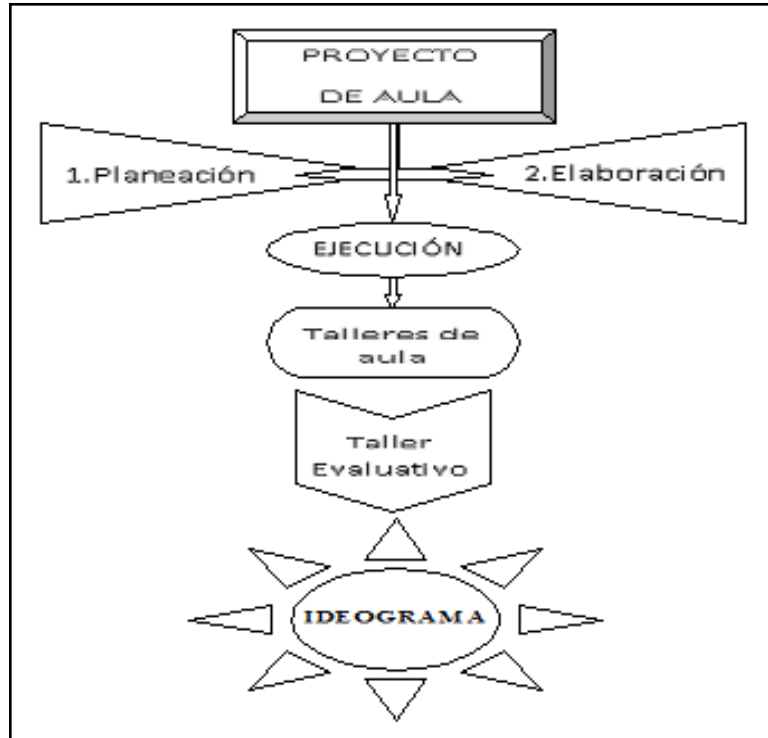 PROYECTO
DE AULA
1.Planeación
2.Elaboración
EJECUCIÓN
Talleres de
aula
Taller
Evaluativo
IDEOGRAMA